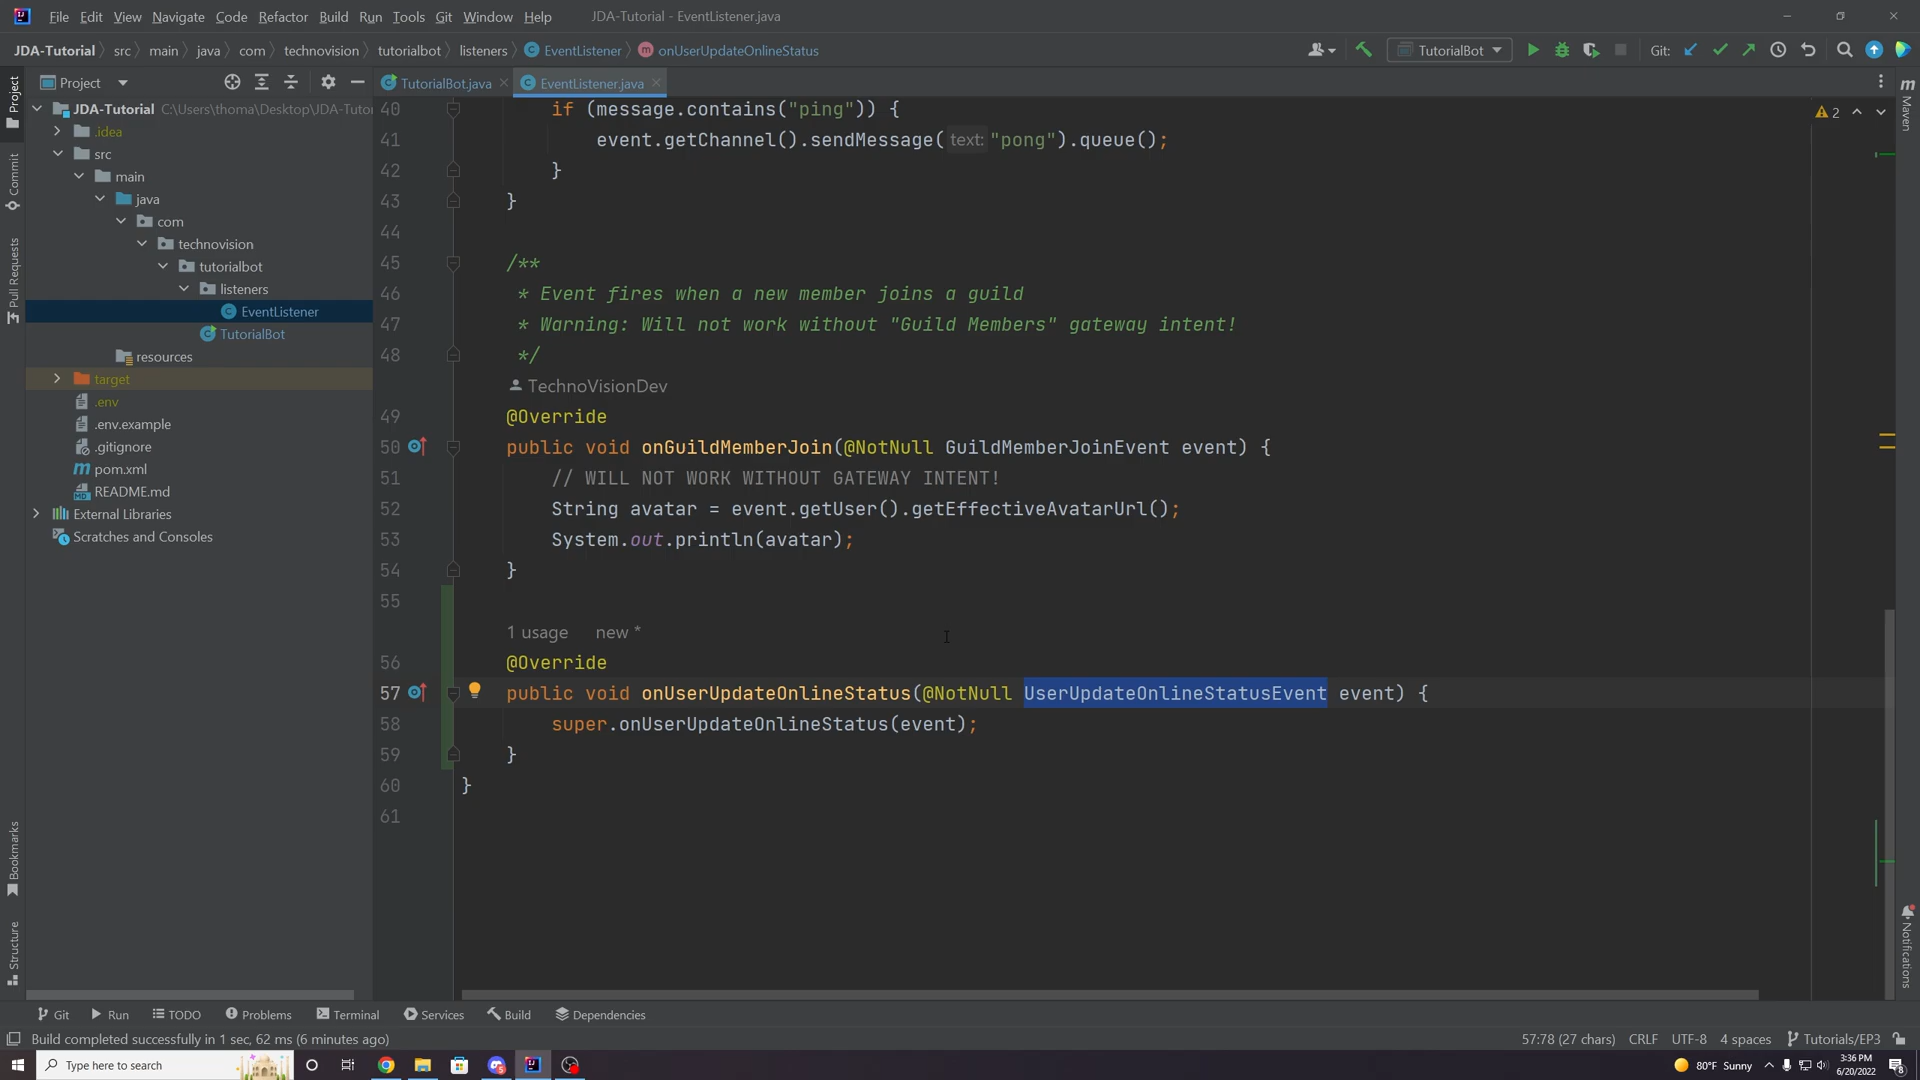 File Edit View Navigate Code Refactor Build Run Tools Git Window Help JDA-Tutorial - EventListener.java
JDA-Tutorial src main java com technovision tutorialbot listeners EventListener onUserUpdateOnlineStatus TutorialBot Git:
Project TutorialBot.java EventListener.java
JDA-Tutorial C:\Users\thoma\Desktop\JDA-Tuto
.idea
src
main
java
com
technovision
tutorialbot
listeners
EventListener
TutorialBot
resources
target
.env
.env.example
.gitignore
pom.xml
README.md
External Libraries
Scratches and Consoles
Project
Commit
Pull Requests
Bookmarks
Structure
40 if (message.contains("ping")) {
41 event.getChannel().sendMessage( text: "pong").queue();
42 }
43 }
44
45 /**
46 * Event fires when a new member joins a guild
47 * Warning: Will not work without "Guild Members" gateway intent!
48 */
TechnoVisionDev
49 @Override
50 public void onGuildMemberJoin(@NotNull GuildMemberJoinEvent event) {
51 // WILL NOT WORK WITHOUT GATEWAY INTENT!
52 String avatar = event.getUser().getEffectiveAvatarUrl();
53 System.out.println(avatar);
54 }
55
1 usage new *
56 @Override
57 public void onUserUpdateOnlineStatus(@NotNull UserUpdateOnlineStatusEvent event) {
58 super.onUserUpdateOnlineStatus(event);
59 }
60 }
61
2
Maven
Notifications
Git Run TODO Problems Terminal Services Build Dependencies
Build completed successfully in 1 sec, 62 ms (6 minutes ago) 57:78 (27 chars) CRLF UTF-8 4 spaces Tutorials/EP3
Type here to search 80°F Sunny 3:36 PM
6/20/2022 8